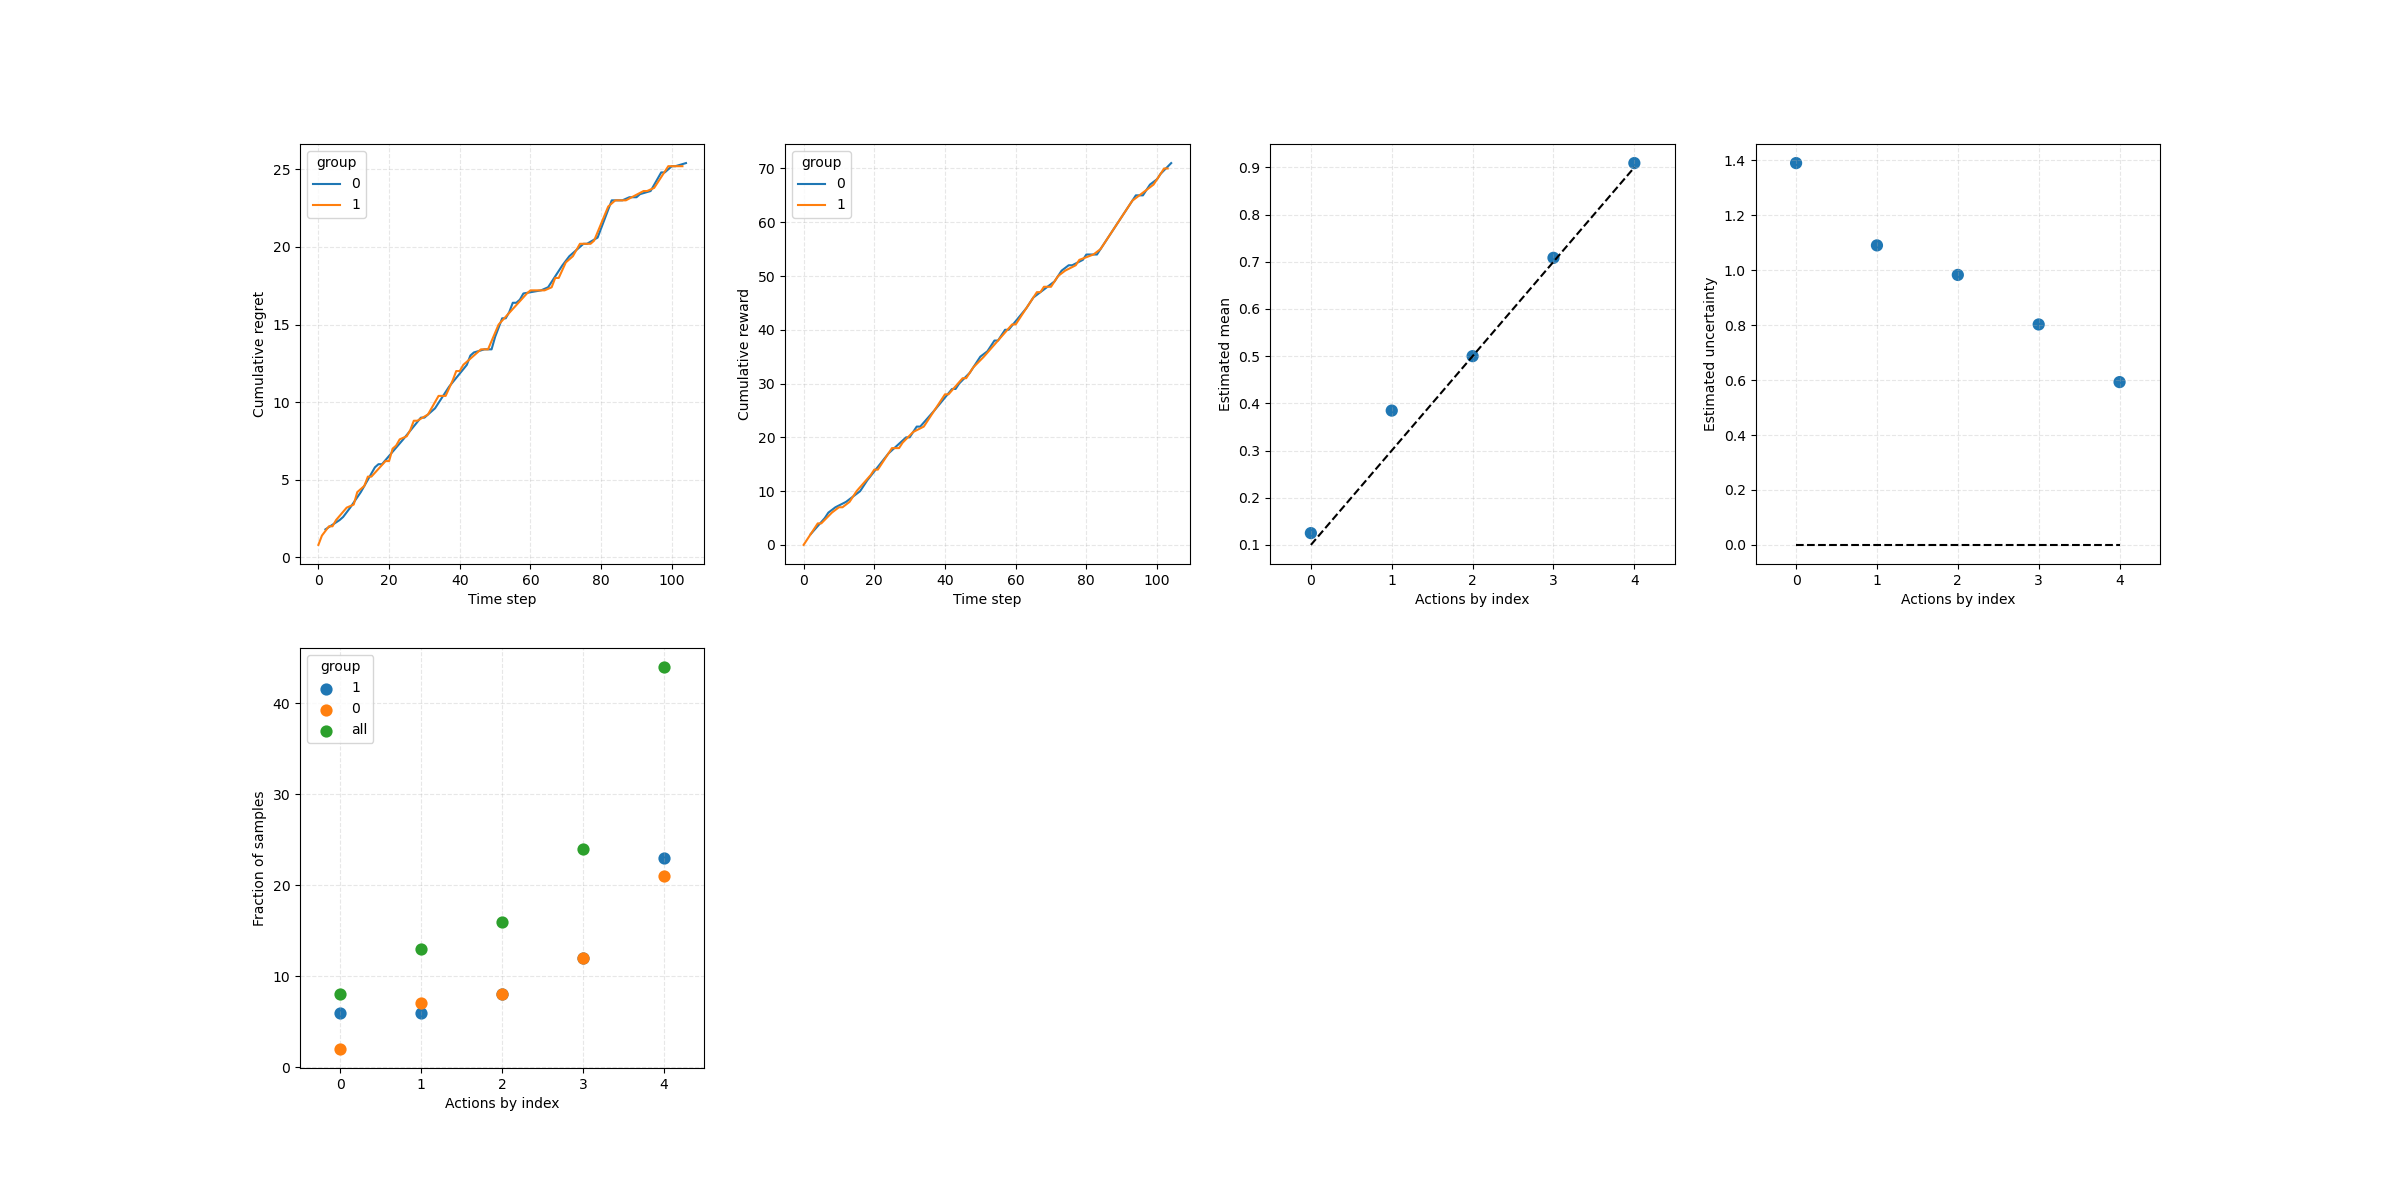 group
0
1
25
20
15
10
5
0
Cumulative regret
0 20 40 60 80 100
Time step
group
0
1
70
60
50
40
30
20
10
0
Cumulative reward
0 20 40 60 80 100
Time step
0.9
0.8
0.7
0.6
0.5
0.4
0.3
0.2
0.1
Estimated mean
0 1 2 3 4
Actions by index
1.4
1.2
1.0
0.8
0.6
0.4
0.2
0.0
Estimated uncertainty
0 1 2 3 4
Actions by index
group
1
0
all
40
30
20
10
0
Fraction of samples
0 1 2 3 4
Actions by index